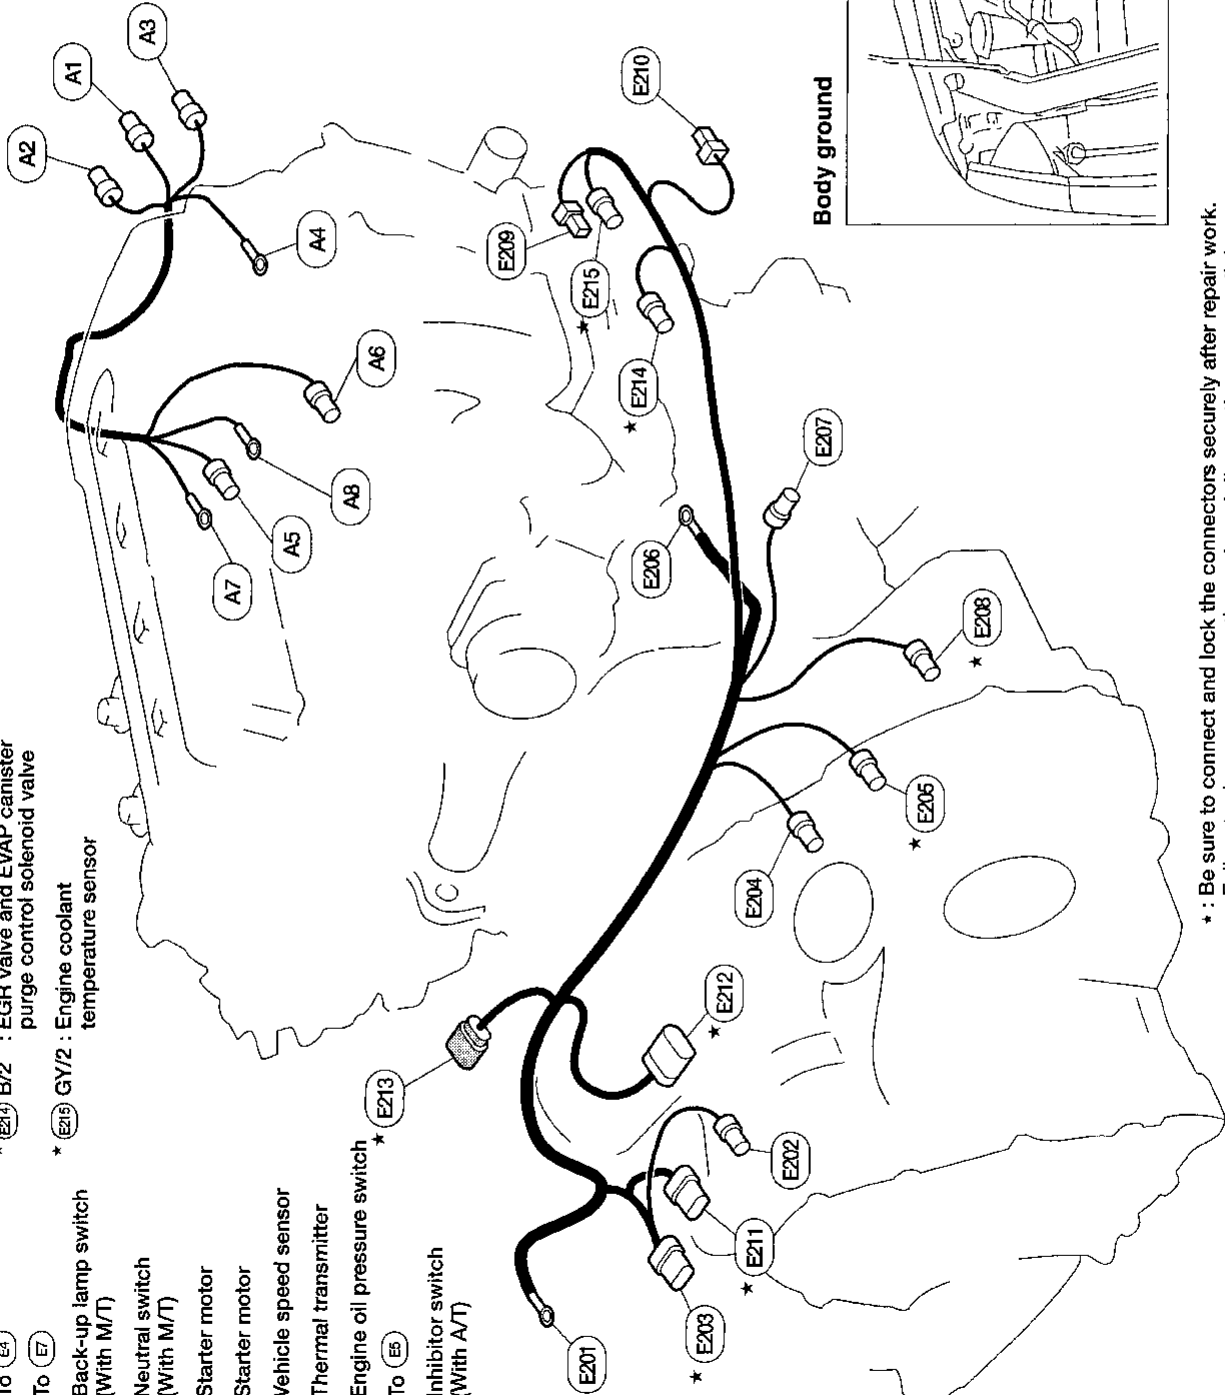 To E4
To E7
Back-up lamp switch
(With M/T)
Neutral switch
(With M/T)
Starter motor
Starter motor
Vehicle speed sensor
Thermal transmitter
Engine oil pressure switch
To E5
Inhibitor switch
(With A/T)
* E214 B/2 : EGR valve and EVAP canister
purge control solenoid valve
★ E215 GY/2 : Engine coolant
temperature sensor
A2
A1
A3
A4
A6
A8
A5
A7
E210
E209
★ E215
★ E214
E207
E206
E208 ★
E205 ★
E204
E212 ★
★ E213
E202
E211 ★
E203 ★
E201
Body ground
★ : Be sure to connect and lock the connectors securely after repair work.